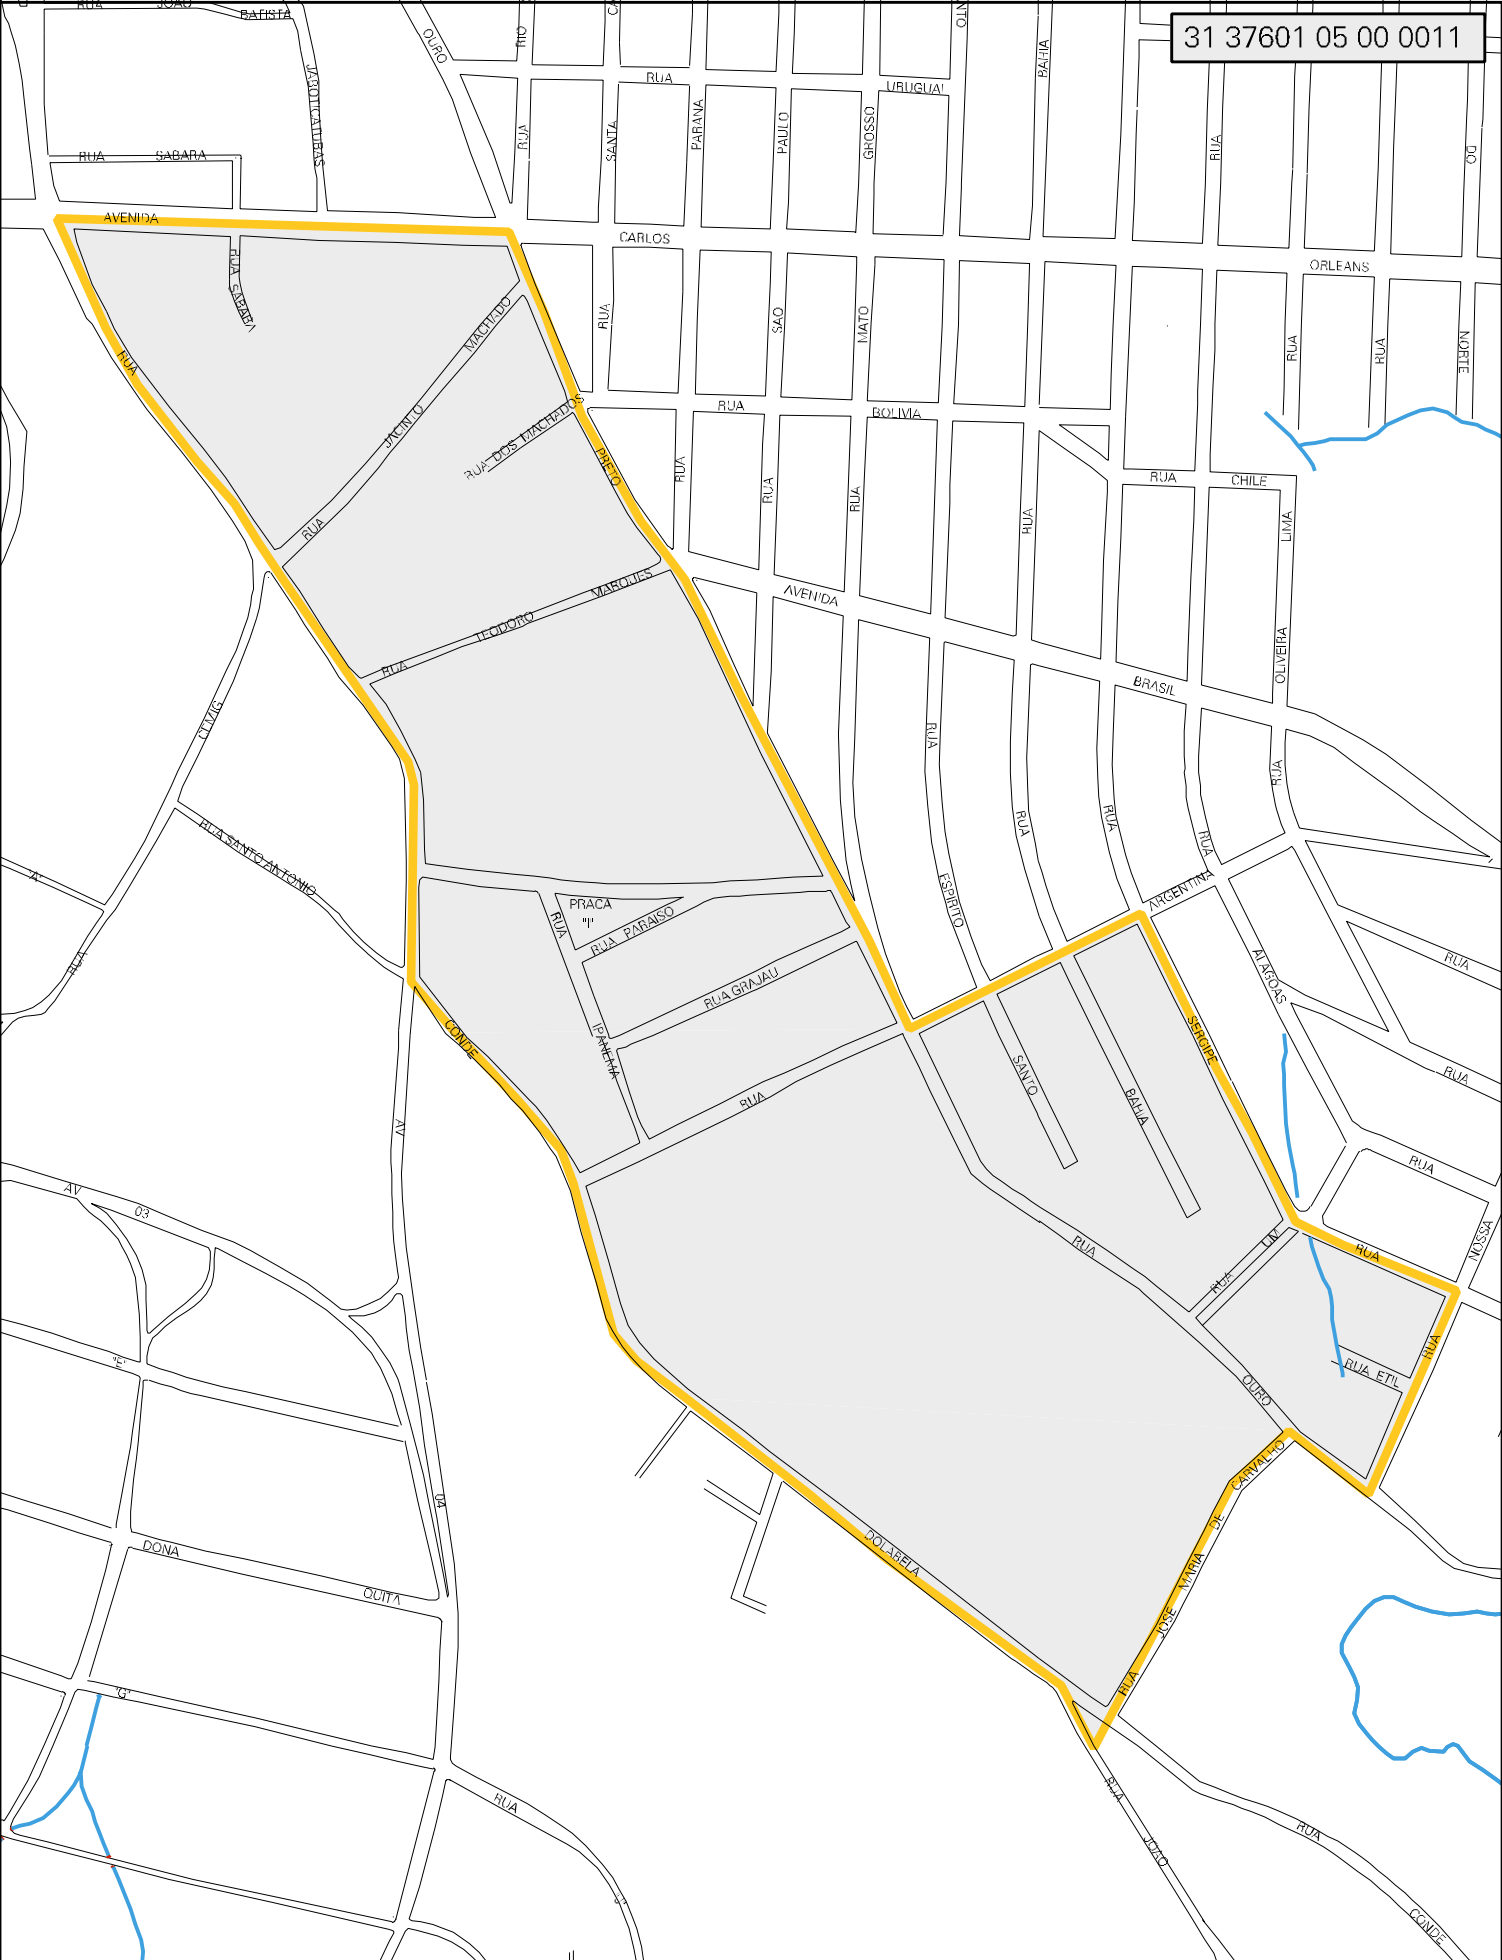 RUA
JOAO
BATISTA
31 37601 05 00 0011
OURO
RIO
BAHIA
RUA
URUGUAI
JABOTICATUBAS
RUA
SANTA
PARANA
PAULO
GROSSO
RUA
DO
RUA SABARA
AVENIDA
CARLOS
ORLEANS
RUA SABARA
MACHADO
RUA
SAO
MATO
RUA
RUA
NORTE
RUA
JACINTO
RUA
BOLIVIA
RUA DOS MACHADOS
PRETO
RUA
RUA
RUA
RUA
RUA
CHILE
LIMA
RUA
AVENIDA
RUA
TEODORO
MARQUES
OLIVEIRA
BRASIL
CEMIG
RUA
RUA
RUA
RUA
RUA
RUA SANTO ANTONIO
"A"
ESPIRITO
ARGENTINA
PRACA
"I"
RUA
RUA PARAISO
RUA
RUA GRAJAU
ALAGOAS
RUA
CONDE
IPANEMA
SERGIPE
SANTO
BAHIA
RUA
RUA
AV
RUA
AV
03
RUA
RUA
UM
RUA
NOSSA
RUA
"E"
RUA
RUA ETIL
OURO
CARVALHO
04
DE
DONA
QUITA
DOLABELA
MARIA
JOSE
RUA
"G"
RUA
RUA
JOAO
RUA
CONDE